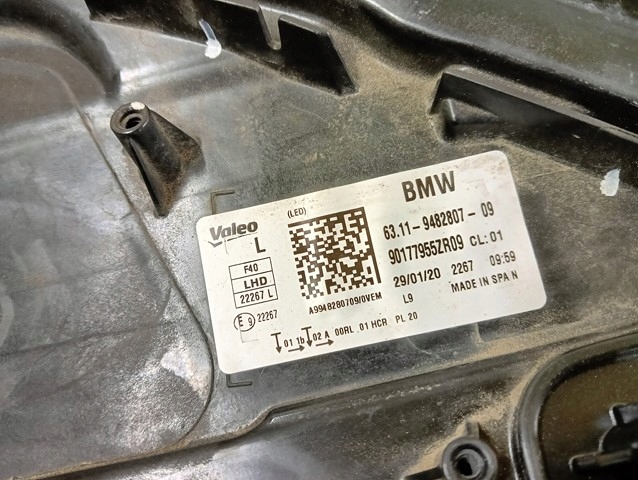 BMW
Valeo
(LED)
L
63.11-9482807-09
90177955ZR09 CL:01
F40
LHD
22267 L
29/01/20 2267 09:59
L9 MADE IN SPAIN
A9948280709/0VEM
E 9 22267
01 1b 02 A 00RL 01 HCR PL 20